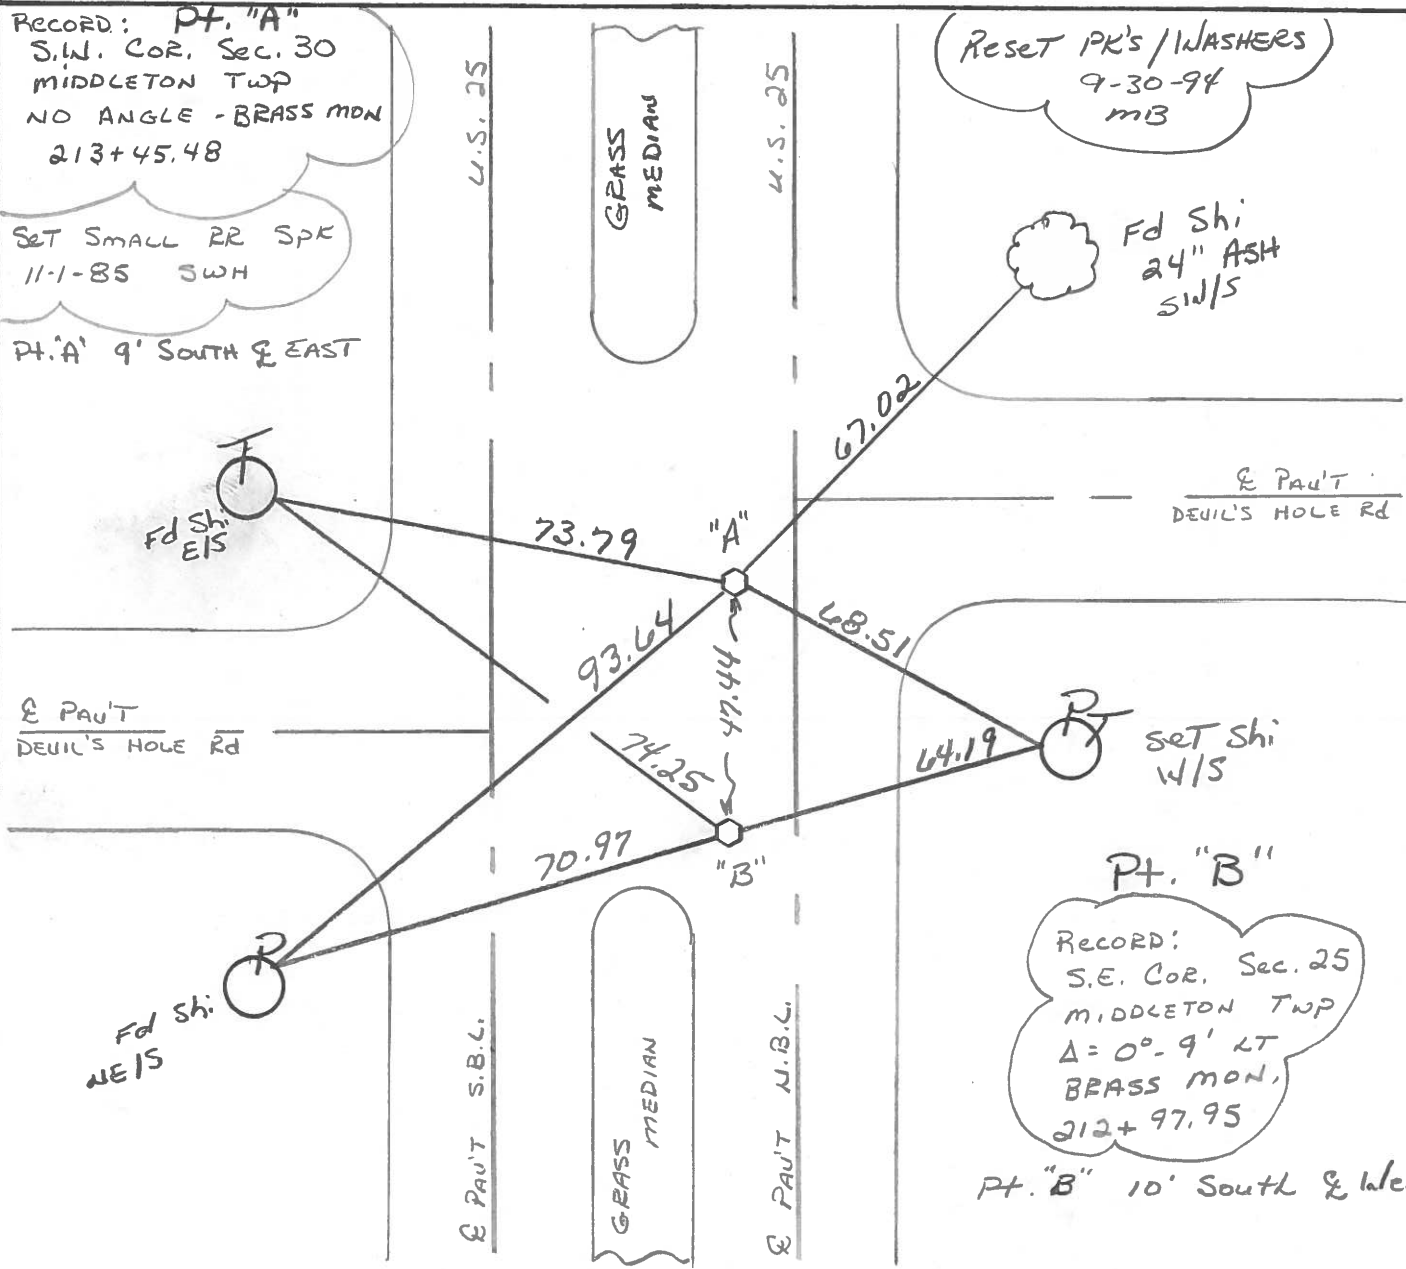 RECORD: Pt. "A"
S.W. COR. Sec. 30
MIDDLETON TWP
NO ANGLE - BRASS MON
213+45.48
SET SMALL RR SPK
11-1-85 SWH
Pt. "A" 9' SOUTH ℄ EAST
U.S. 25
GRASS
MEDIAN
U.S. 25
RESET PK'S/WASHERS
9-30-94
MB
Fd Shi
24" ASH
SW/S
67.02
T
Fd Shi
E/S
73.79
"A"
℄ PAV'T
DEVIL'S HOLE Rd
93.64
47.44
68.51
℄ PAV'T
DEVIL'S HOLE Rd
74.25
64.19
P
T
SET Shi
W/S
70.97
"B"
P
Fd Shi
NE/S
℄ PAV'T S.B.L.
GRASS
MEDIAN
℄ PAV'T N.B.L.
Pt. "B"
RECORD:
S.E. COR. Sec. 25
MIDDLETON TWP
Δ = 0°-9' LT
BRASS MON.
212+97.95
Pt. "B" 10' South ℄